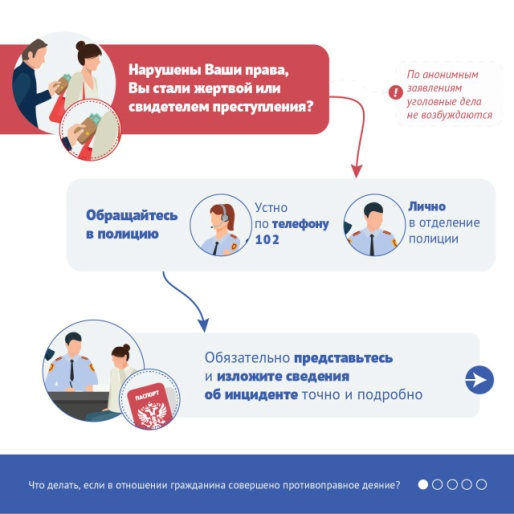 Нарушены Ваши права,
Вы стали жертвой или
свидетелем преступления?
!
По анонимным
заявлениям
уголовные дела
не возбуждаются
Обращайтесь
в полицию
Устно
по телефону
102
Лично
в отделение
полиции
Обязательно представьтесь
и изложите сведения
об инциденте точно и подробно
ПАСПОРТ
Что делать, если в отношении гражданина совершено противоправное деяние?